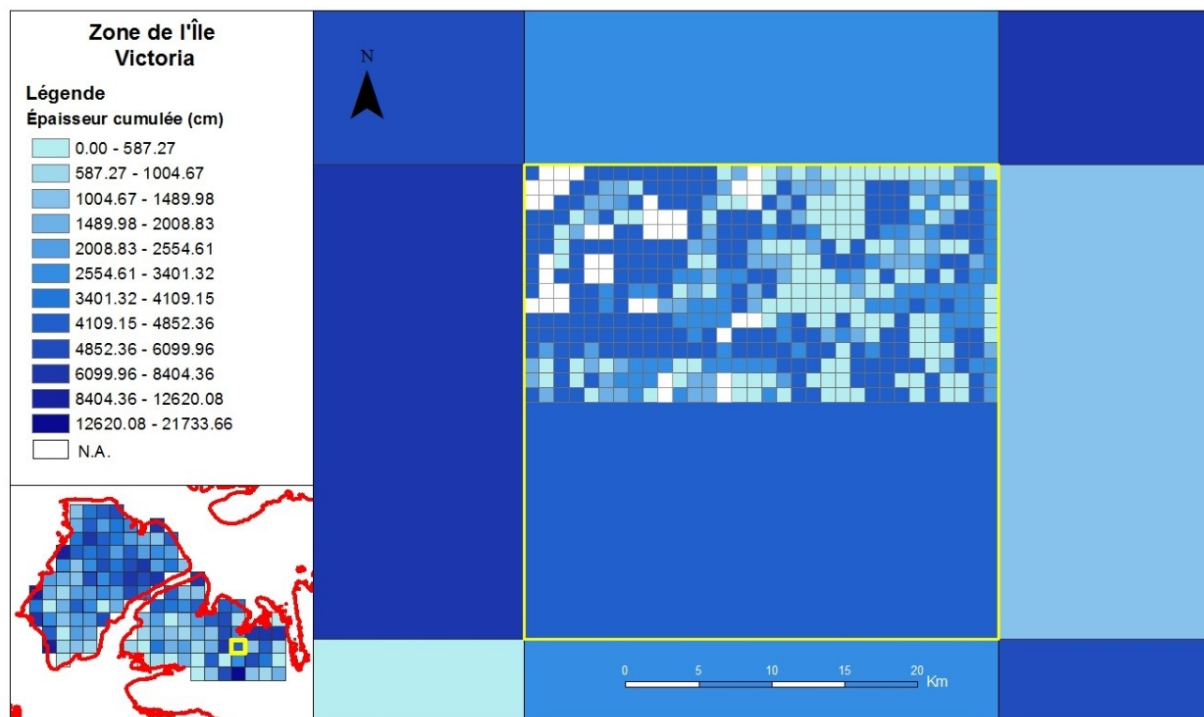 Zone de l'Île
Victoria
Légende
Épaisseur cumulée (cm)
0.00 - 587.27
587.27 - 1004.67
1004.67 - 1489.98
1489.98 - 2008.83
2008.83 - 2554.61
2554.61 - 3401.32
3401.32 - 4109.15
4109.15 - 4852.36
4852.36 - 6099.96
6099.96 - 8404.36
8404.36 - 12620.08
12620.08 - 21733.66
N.A.
N
0 5 10 15 20
Km